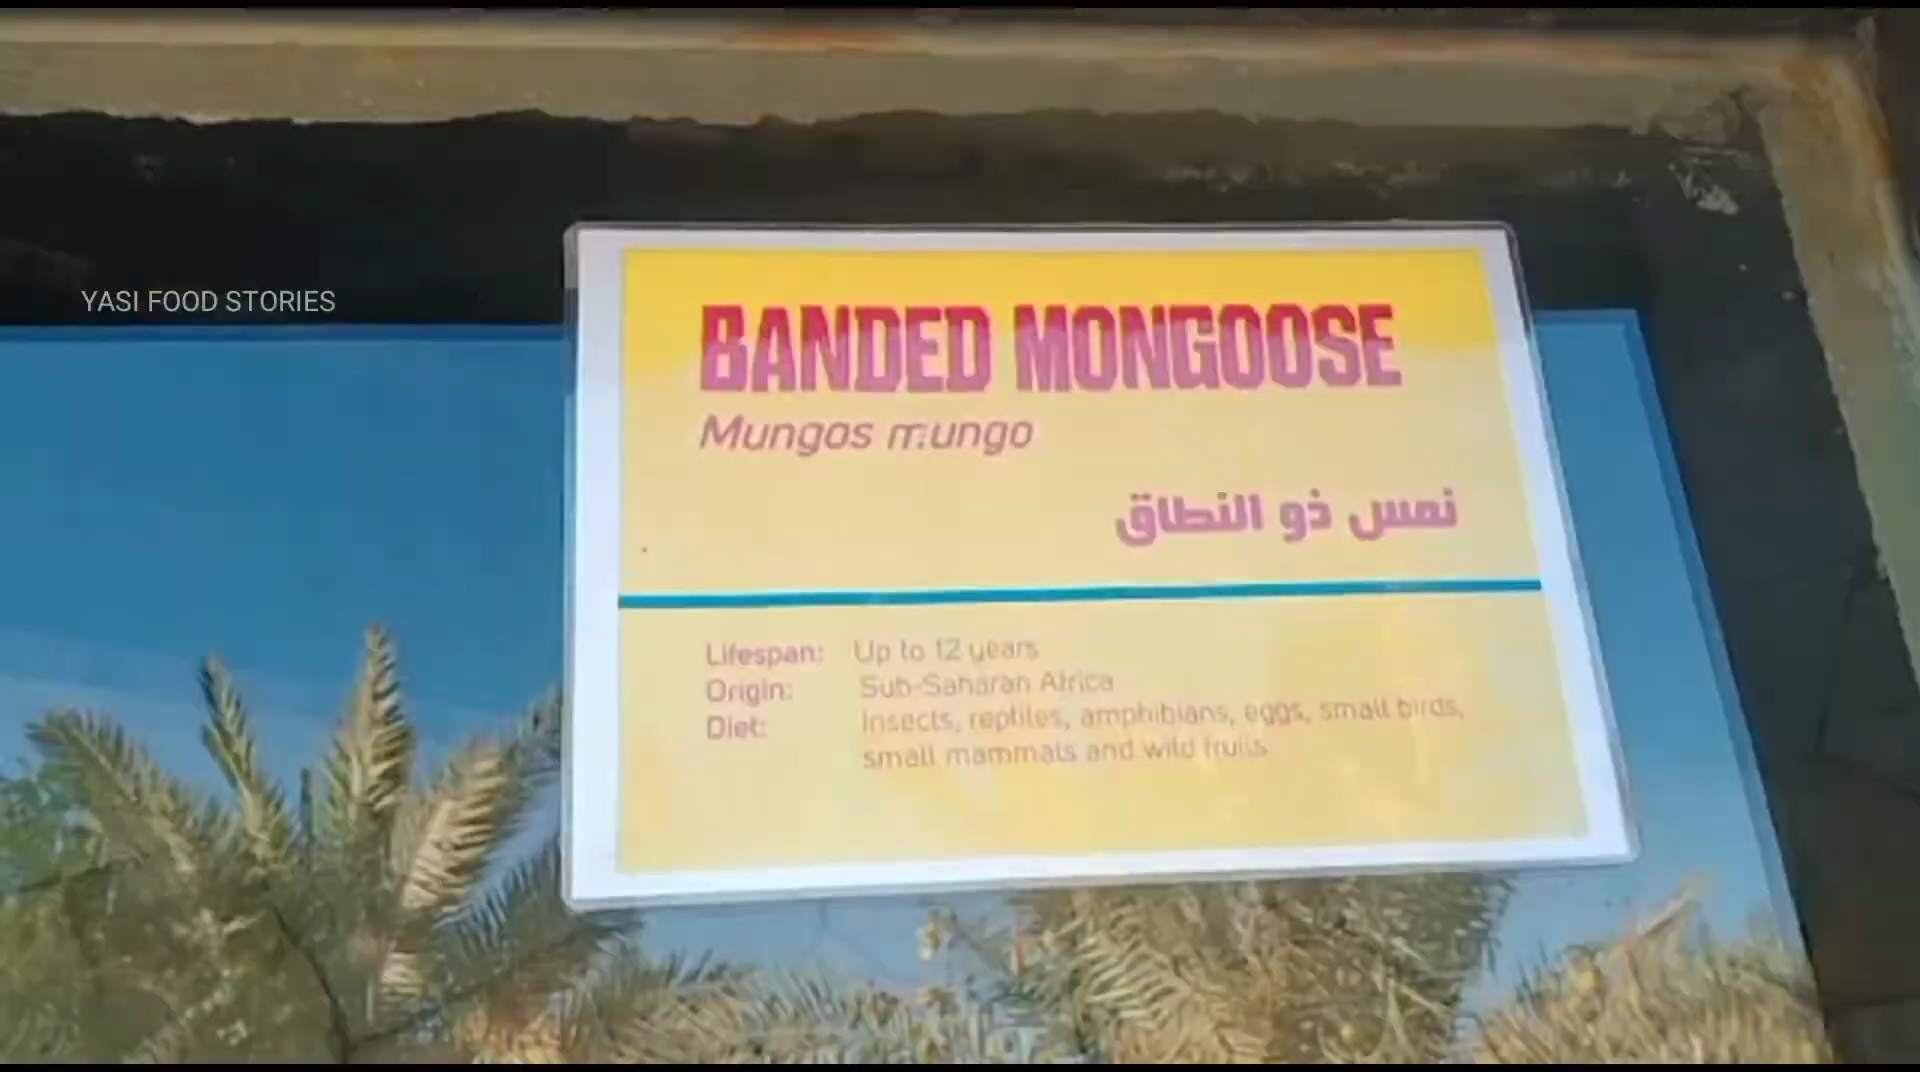 YASI FOOD STORIES
BANDED MONGOOSE
Mungos mungo
نمس ذو النطاق
Lifespan: Up to 12 years
Origin: Sub-Saharan Africa
Diet: Insects, reptiles, amphibians, eggs, small birds,
small mammals and wild fruits